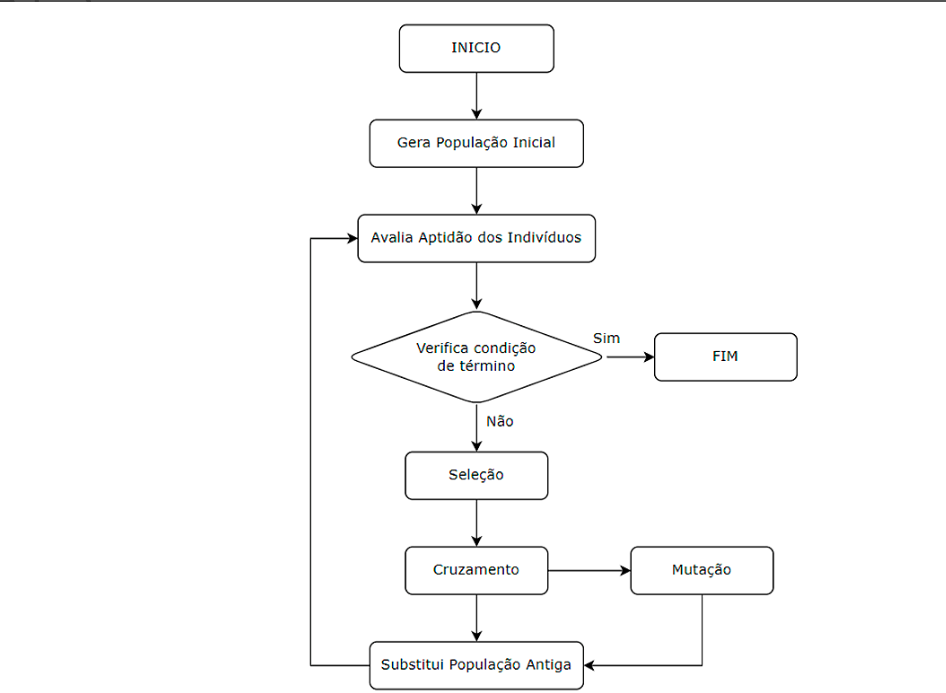 INICIO
Gera População Inicial
Avalia Aptidão dos Indivíduos
Verifica condição
de término
Sim
FIM
Não
Seleção
Cruzamento
Mutação
Substitui População Antiga